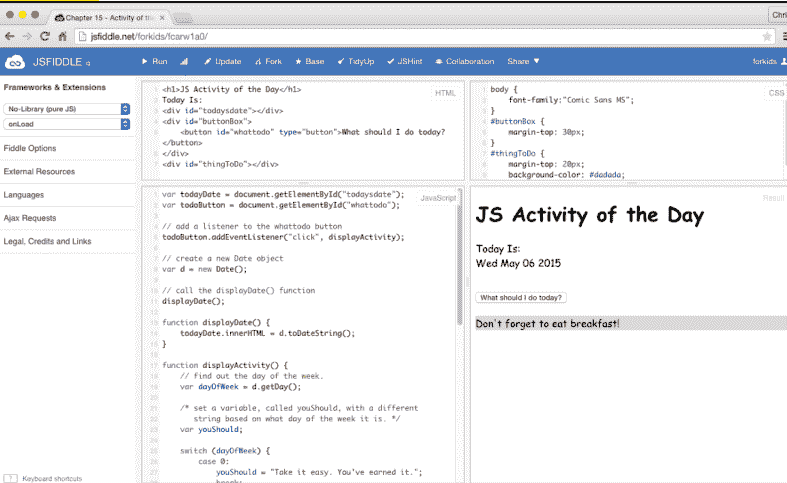 Chapter 15 - Activity of the
Chri
jsfiddle.net/forkids/fcarw1a0/
JSFIDDLE
Run
Update
Fork
Base
TidyUp
JSHint
Collaboration
Share
forkids
Frameworks & Extensions
No-Library (pure JS)
onLoad
Fiddle Options
External Resources
Languages
Ajax Requests
Legal, Credits and Links
Keyboard shortcuts
HTML
<h1>JS Activity of the Day</h1>
Today Is:
<div id="todaysdate"></div>
<div id="buttonBox">
<button id="whattodo" type="button">What should I do today?
</button>
</div>
<div id="thingToDo"></div>
CSS
body {
font-family:"Comic Sans MS";
}
#buttonBox {
margin-top: 30px;
}
#thingToDo {
margin-top: 20px;
background-color: #dadada;
JavaScript
var todayDate = document.getElementById("todaysdate");
var todoButton = document.getElementById("whattodo");
// add a listener to the whattodo button
todoButton.addEventListener("click", displayActivity);
// create a new Date object
var d = new Date();
// call the displayDate() function
displayDate();
function displayDate() {
todayDate.innerHTML = d.toDateString();
}
function displayActivity() {
// find out the day of the week.
var dayOfWeek = d.getDay();
/* set a variable, called youShould, with a different
string based on what day of the week it is. */
var youShould;
switch (dayOfWeek) {
case 0:
youShould = "Take it easy. You've earned it.";
Result
JS Activity of the Day
Today Is:
Wed May 06 2015
What should I do today?
Don't forget to eat breakfast!